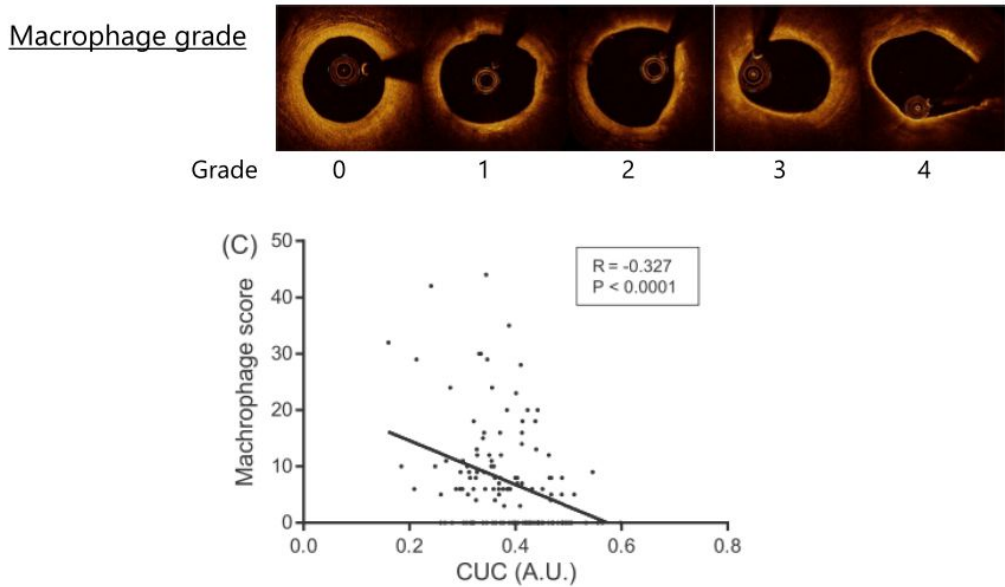 Macrophage grade
Grade 0 1 2 3 4
(C)
50
40
30
20
10
0
Machrophage score
R = -0.327
P < 0.0001
0.0 0.2 0.4 0.6 0.8
CUC (A.U.)